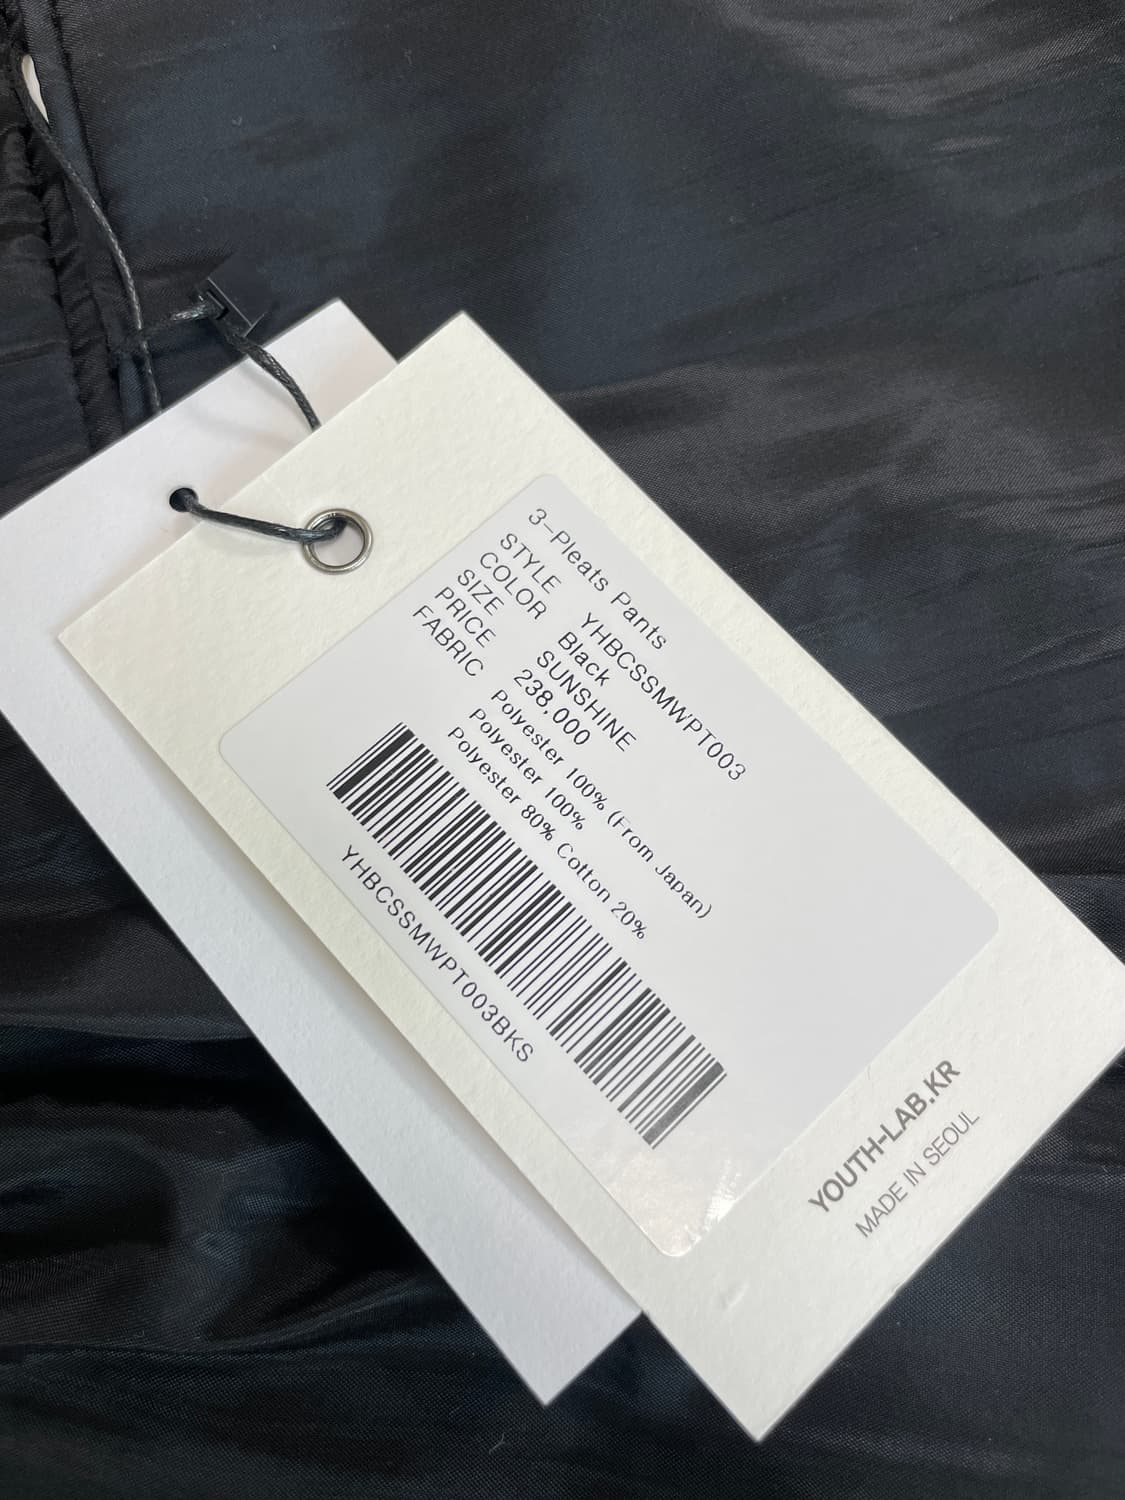 3-Pleats Pants
STYLE YHBCSSMWPT003
COLOR Black
SIZE SUNSHINE
PRICE 238,000
FABRIC Polyester 100% (From Japan)
Polyester 100%
Polyester 80% Cotton 20%
YHBCSSMWPT003BKS
YOUTH-LAB.KR
MADE IN SEOUL